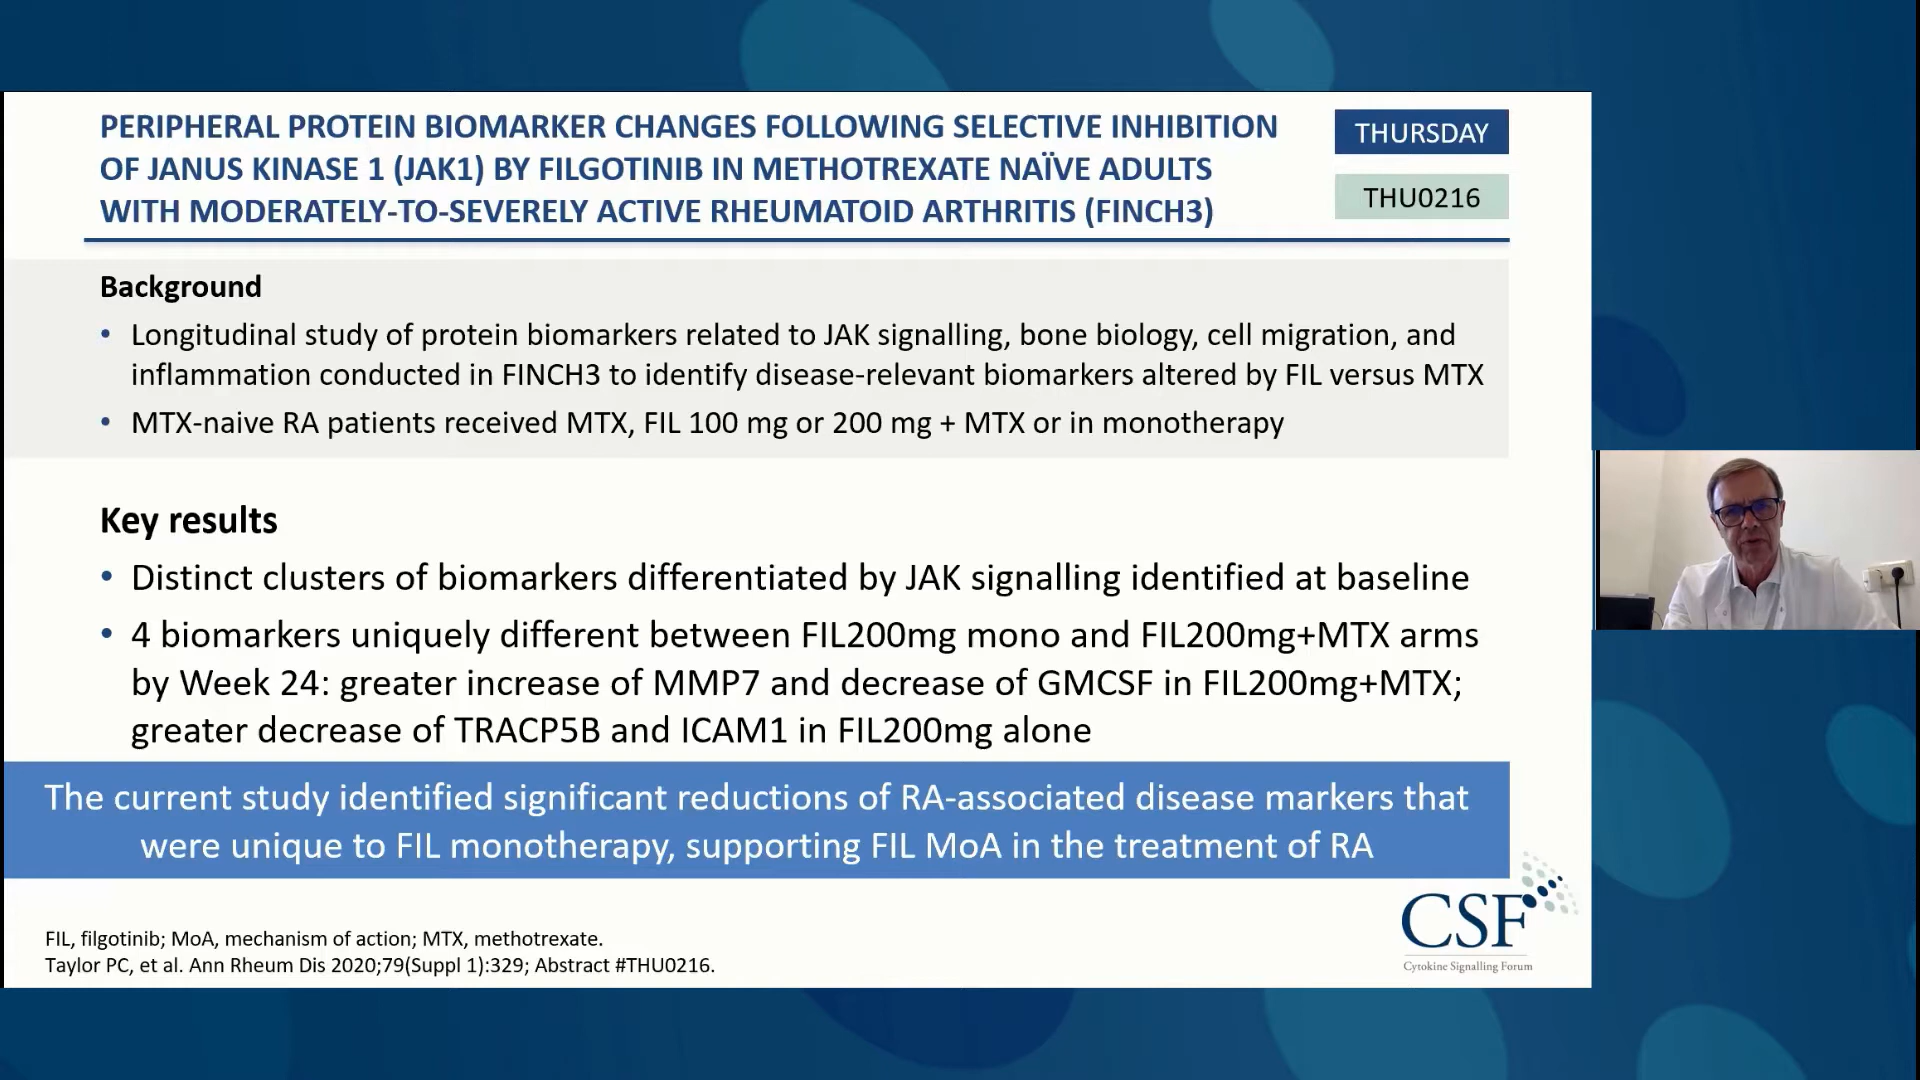 PERIPHERAL PROTEIN BIOMARKER CHANGES FOLLOWING SELECTIVE INHIBITION
OF JANUS KINASE 1 (JAK1) BY FILGOTINIB IN METHOTREXATE NAÏVE ADULTS
WITH MODERATELY-TO-SEVERELY ACTIVE RHEUMATOID ARTHRITIS (FINCH3)
THURSDAY
THU0216
Background
• Longitudinal study of protein biomarkers related to JAK signalling, bone biology, cell migration, and
inflammation conducted in FINCH3 to identify disease-relevant biomarkers altered by FIL versus MTX
• MTX-naive RA patients received MTX, FIL 100 mg or 200 mg + MTX or in monotherapy
Key results
• Distinct clusters of biomarkers differentiated by JAK signalling identified at baseline
• 4 biomarkers uniquely different between FIL200mg mono and FIL200mg+MTX arms
by Week 24: greater increase of MMP7 and decrease of GMCSF in FIL200mg+MTX;
greater decrease of TRACP5B and ICAM1 in FIL200mg alone
The current study identified significant reductions of RA-associated disease markers that
were unique to FIL monotherapy, supporting FIL MoA in the treatment of RA
FIL, filgotinib; MoA, mechanism of action; MTX, methotrexate.
Taylor PC, et al. Ann Rheum Dis 2020;79(Suppl 1):329; Abstract #THU0216.
CSF
Cytokine Signalling Forum